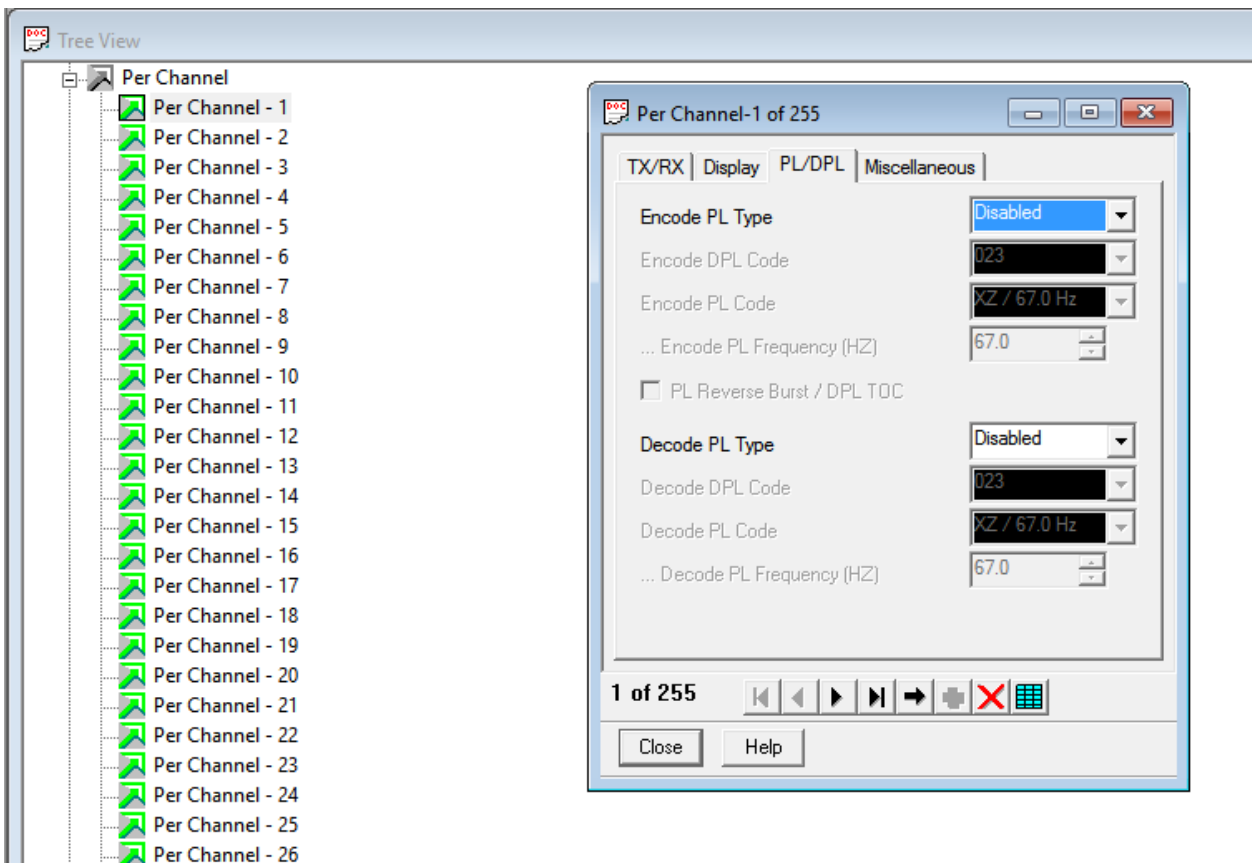 DOC Tree View
Per Channel
Per Channel - 1
Per Channel - 2
Per Channel - 3
Per Channel - 4
Per Channel - 5
Per Channel - 6
Per Channel - 7
Per Channel - 8
Per Channel - 9
Per Channel - 10
Per Channel - 11
Per Channel - 12
Per Channel - 13
Per Channel - 14
Per Channel - 15
Per Channel - 16
Per Channel - 17
Per Channel - 18
Per Channel - 19
Per Channel - 20
Per Channel - 21
Per Channel - 22
Per Channel - 23
Per Channel - 24
Per Channel - 25
Per Channel - 26
DOC Per Channel-1 of 255
TX/RX Display PL/DPL Miscellaneous
Encode PL Type Disabled
Encode DPL Code 023
Encode PL Code XZ / 67.0 Hz
... Encode PL Frequency (HZ) 67.0
PL Reverse Burst / DPL TOC
Decode PL Type Disabled
Decode DPL Code 023
Decode PL Code XZ / 67.0 Hz
... Decode PL Frequency (HZ) 67.0
1 of 255
Close Help